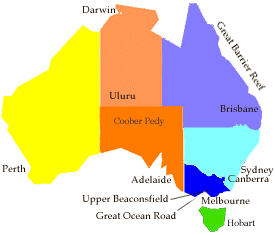 Darwin
Great Barrier Reef
Uluru
Brisbane
Coober Pedy
Perth
Adelaide
Sydney
Canberra
Upper Beaconsfield
Melbourne
Great Ocean Road
Hobart